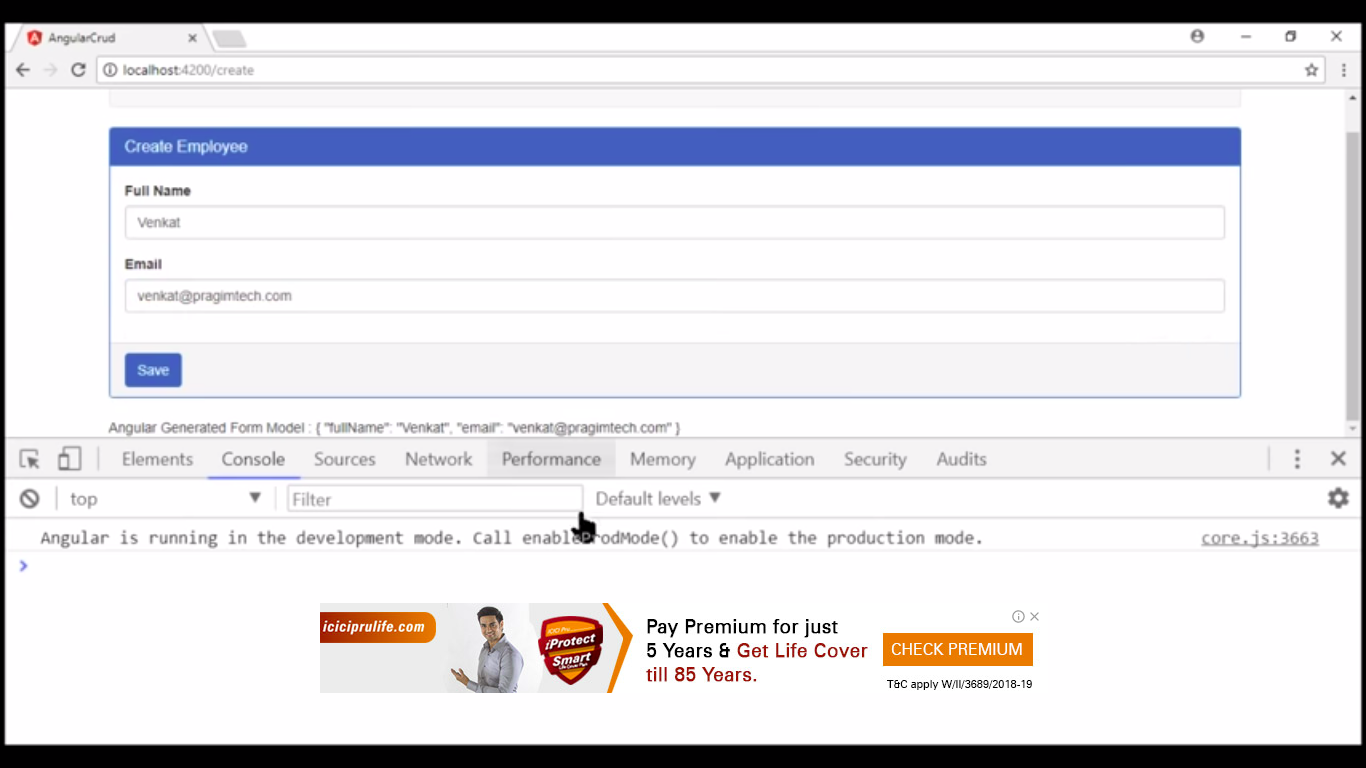 AngularCrud
localhost:4200/create
Create Employee
Full Name
Venkat
Email
venkat@pragimtech.com
Save
Angular Generated Form Model : { "fullName": "Venkat", "email": "venkat@pragimtech.com" }
Elements Console Sources Network Performance Memory Application Security Audits
top Filter Default levels
Angular is running in the development mode. Call enableProdMode() to enable the production mode. core.js:3663
iciciprulife.com
iProtect
Smart
Pay Premium for just
5 Years & Get Life Cover
till 85 Years.
CHECK PREMIUM
T&C apply W/II/3689/2018-19